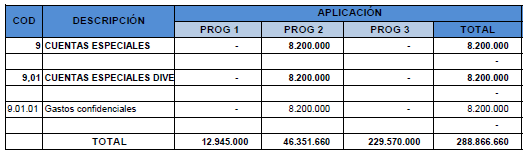 COD DESCRIPCIÓN APLICACIÓN
PROG 1 PROG 2 PROG 3 TOTAL
9 CUENTAS ESPECIALES - 8.200.000 - 8.200.000
-
9,01 CUENTAS ESPECIALES DIVE - 8.200.000 - 8.200.000
-
9.01.01 Gastos confidenciales - 8.200.000 - 8.200.000
-
TOTAL 12.945.000 46.351.660 229.570.000 288.866.660